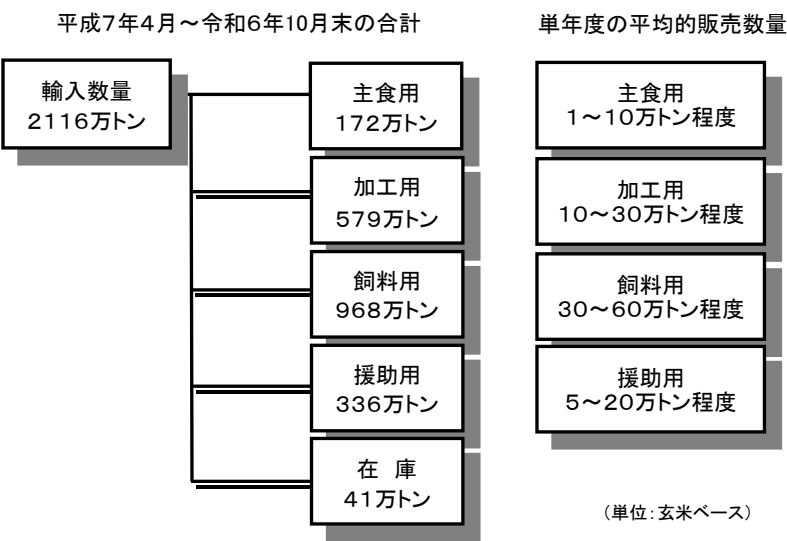 平成７年４月～令和６年10月末の合計
輸入数量
２１１６万トン
主食用
１７２万トン
加工用
５７９万トン
飼料用
９６８万トン
援助用
３３６万トン
在　庫
４１万トン
単年度の平均的販売数量
主食用
１～１０万トン程度
加工用
１０～３０万トン程度
飼料用
３０～６０万トン程度
援助用
５～２０万トン程度
（単位：玄米ベース）